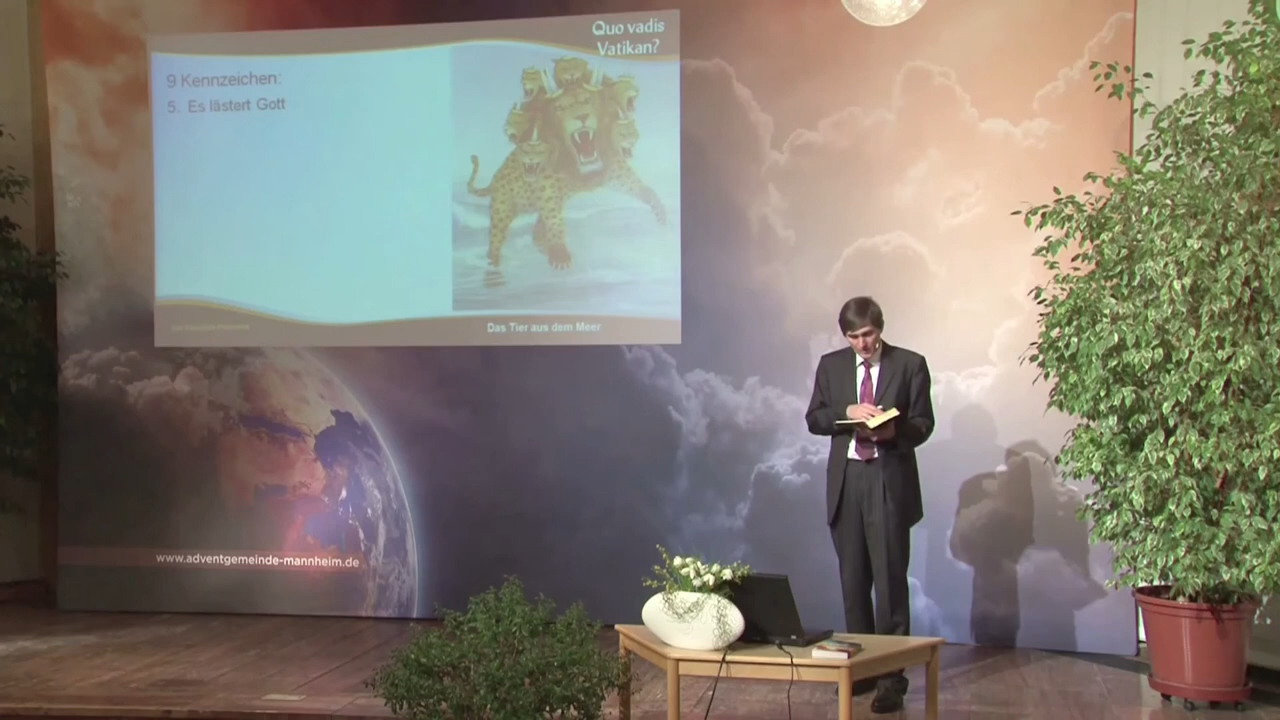 Quo vadis
Vatikan?
9 Kennzeichen:
5. Es lästert Gott
Das Tier aus dem Meer
www.adventgemeinde-mannheim.de